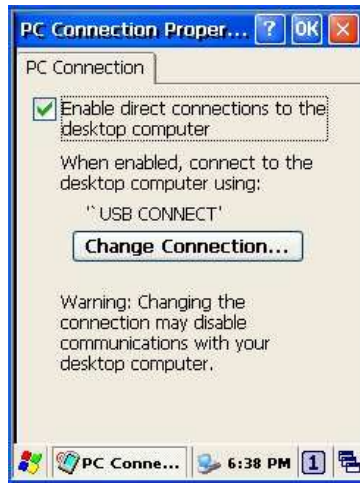 PC Connection Proper... ? OK
PC Connection
Enable direct connections to the
desktop computer
When enabled, connect to the
desktop computer using:
'`USB CONNECT'
Change Connection...
Warning: Changing the
connection may disable
communications with your
desktop computer.
PC Conne... 6:38 PM 1